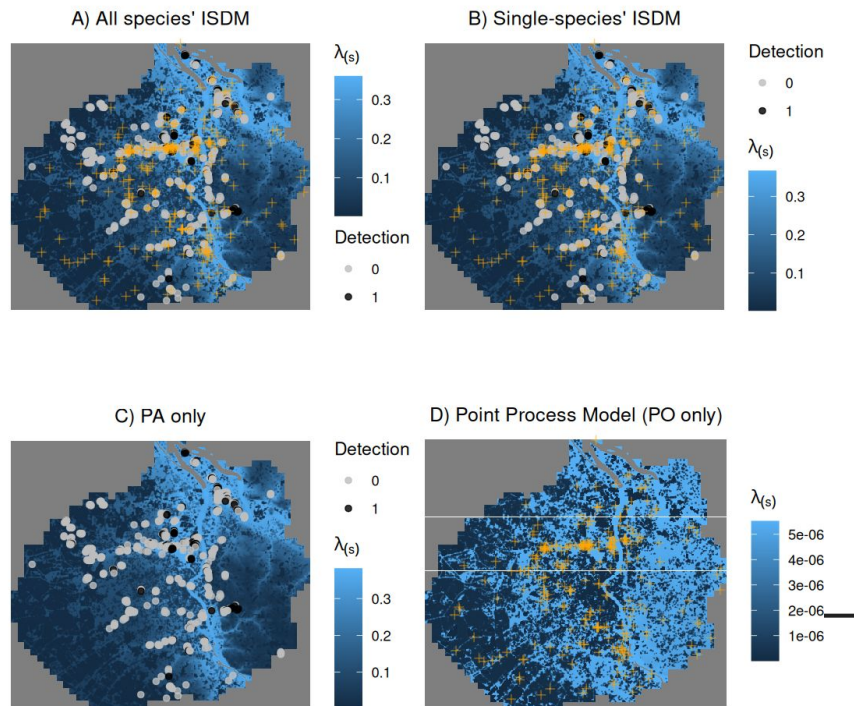 A) All species' ISDM
λ(s)
0.3
0.2
0.1
Detection
0
1
B) Single-species' ISDM
Detection
0
1
λ(s)
0.3
0.2
0.1
C) PA only
Detection
0
1
λ(s)
0.3
0.2
0.1
D) Point Process Model (PO only)
λ(s)
5e-06
4e-06
3e-06
2e-06
1e-06